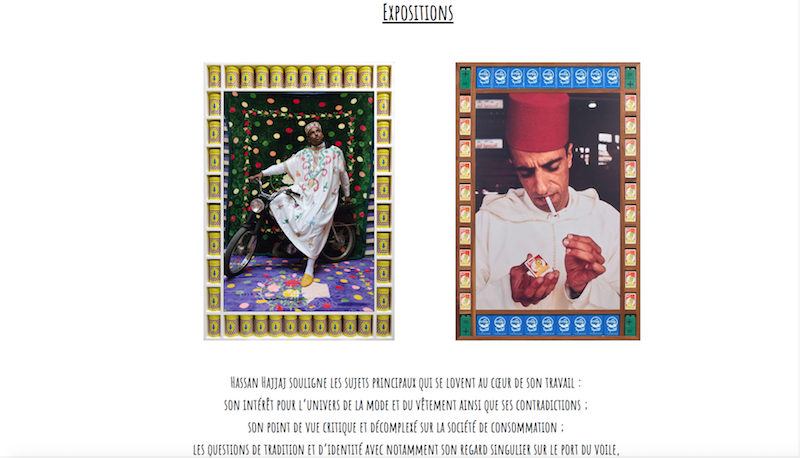 Expositions
Hassan Hajjaj souligne les sujets principaux qui se lovent au cœur de son travail :
son intérêt pour l'univers de la mode et du vêtement ainsi que ses contradictions ;
son point de vue critique et décomplexé sur la société de consommation ;
les questions de tradition et d'identité avec notamment son regard singulier sur le port du voile,